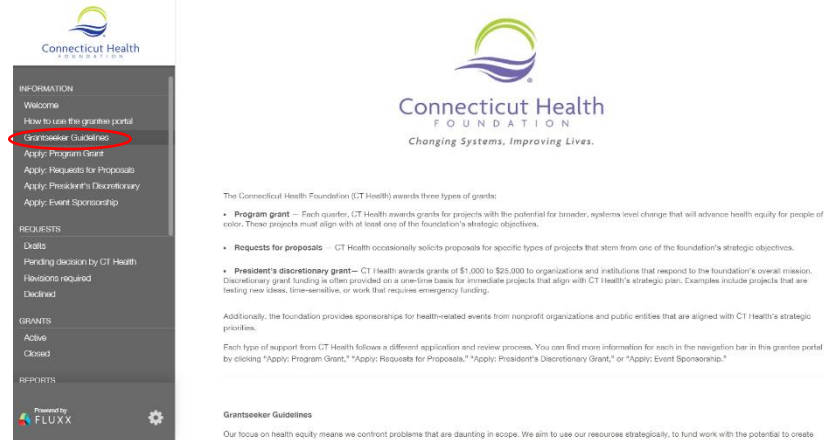 Connecticut Health
FOUNDATION
INFORMATION
Welcome
How to use the grantee portal
Grantseeker Guidelines
Apply: Program Grant
Apply: Requests for Proposals
Apply: President's Discretionary
Apply: Event Sponsorship
REQUESTS
Drafts
Pending decision by CT Health
Revisions required
Declined
GRANTS
Active
Closed
REPORTS
Powered by
FLUXX
Connecticut Health
FOUNDATION
Changing Systems, Improving Lives.
The Connecticut Health Foundation (CT Health) awards three types of grants:
• Program grant — Each quarter, CT Health awards grants for projects with the potential for broader, systems level change that will advance health equity for people of
color. These projects must align with at least one of the foundation's strategic objectives.
• Requests for proposals — CT Health occasionally solicits proposals for specific types of projects that stem from one of the foundation's strategic objectives.
• President's discretionary grant— CT Health awards grants of $1,000 to $25,000 to organizations and institutions that respond to the foundation's overall mission.
Discretionary grant funding is often provided on a one-time basis for immediate projects that align with CT Health's strategic plan. Examples include projects that are
testing new ideas, time-sensitive, or work that requires emergency funding.
Additionally, the foundation provides sponsorships for health-related events from nonprofit organizations and public entities that are aligned with CT Health's strategic
priorities.
Each type of support from CT Health follows a different application and review process. You can find more information for each in the navigation bar in this grantee portal
by clicking "Apply: Program Grant," "Apply: Requests for Proposals," "Apply: President's Discretionary Grant," or "Apply: Event Sponsorship."
Grantseeker Guidelines
Our focus on health equity means we confront problems that are daunting in scope. We aim to use our resources strategically, to fund work with the potential to create